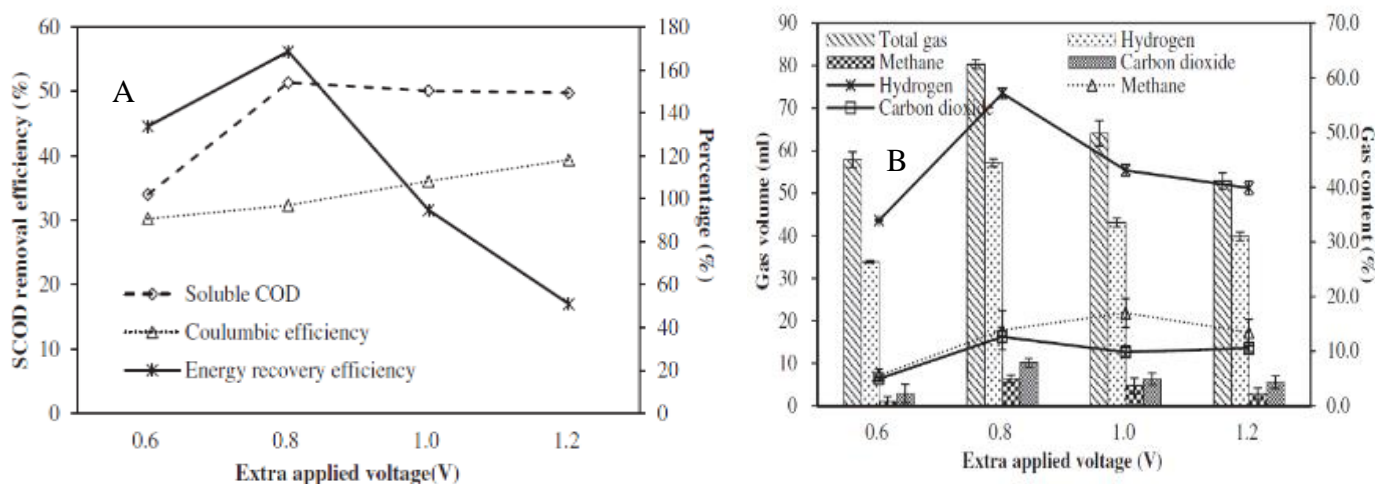 A
SCOD removal efficiency (%)
60
50
40
30
20
10
0
180
160
140
120
100
80
60
40
20
0
Percentage (%)
Soluble COD
Coulumbic efficiency
Energy recovery efficiency
0.6 0.8 1.0 1.2
Extra applied voltage(V)
B
Gas volume (ml)
90
80
70
60
50
40
30
20
10
0
70.0
60.0
50.0
40.0
30.0
20.0
10.0
0.0
Gas content (%)
Total gas Hydrogen
Methane Carbon dioxide
Hydrogen Methane
Carbon dioxide
0.6 0.8 1.0 1.2
Extra applied voltage (V)